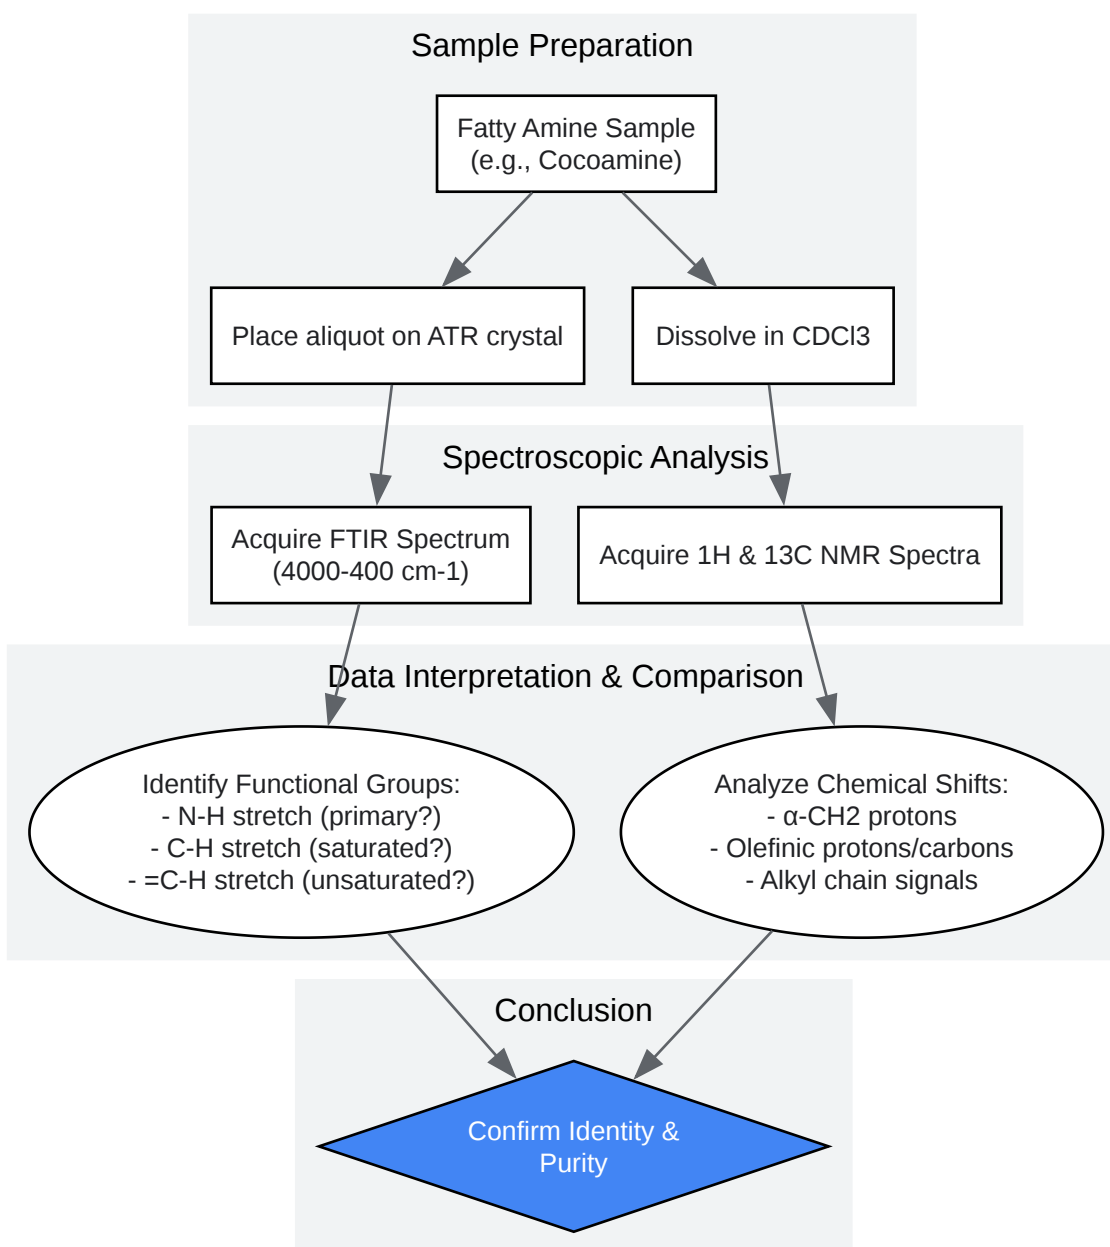 Sample Preparation
Fatty Amine Sample
(e.g., Cocoamine)
Place aliquot on ATR crystal
Dissolve in CDCl3
Spectroscopic Analysis
Acquire FTIR Spectrum
(4000-400 cm-1)
Acquire 1H & 13C NMR Spectra
Data Interpretation & Comparison
Identify Functional Groups:
- N-H stretch (primary?)
- C-H stretch (saturated?)
- =C-H stretch (unsaturated?)
Analyze Chemical Shifts:
- α-CH2 protons
- Olefinic protons/carbons
- Alkyl chain signals
Conclusion
Confirm Identity &
Purity